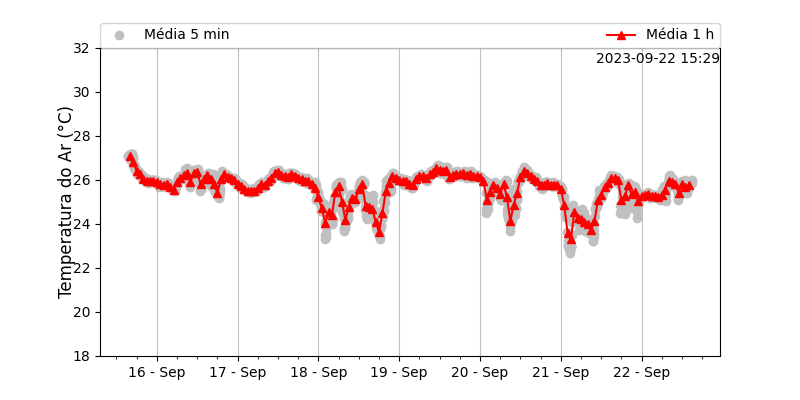 Média 5 min
Média 1 h
2023-09-22 15:29
Temperatura do Ar (°C)
32
30
28
26
24
22
20
18
16 - Sep
17 - Sep
18 - Sep
19 - Sep
20 - Sep
21 - Sep
22 - Sep